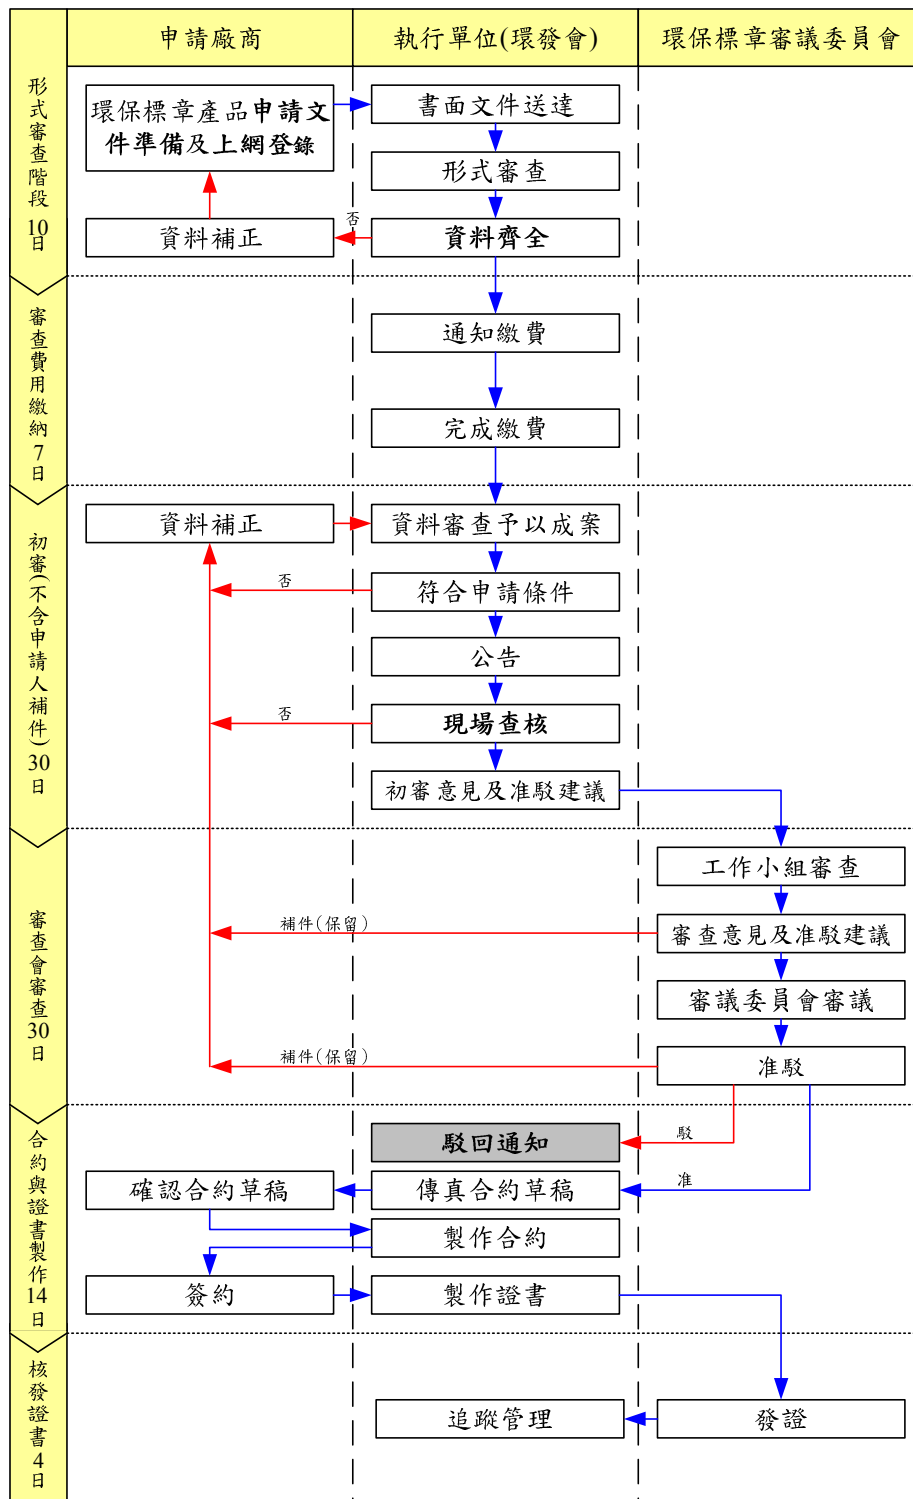 申請廠商
執行單位(環發會)
環保標章審議委員會
形式審查階段10日
環保標章產品申請文
件準備及上網登錄
書面文件送達
形式審查
資料補正
否
資料齊全
審查費用繳納7日
通知繳費
完成繳費
初審(不含申請人補件)30日
資料補正
資料審查予以成案
否
符合申請條件
公告
否
現場查核
初審意見及准駁建議
審查會審查30日
工作小組審查
補件(保留)
審查意見及准駁建議
審議委員會審議
補件(保留)
准駁
合約與證書製作14日
駁回通知
駁
確認合約草稿
傳真合約草稿
准
製作合約
簽約
製作證書
核發證書4日
追蹤管理
發證